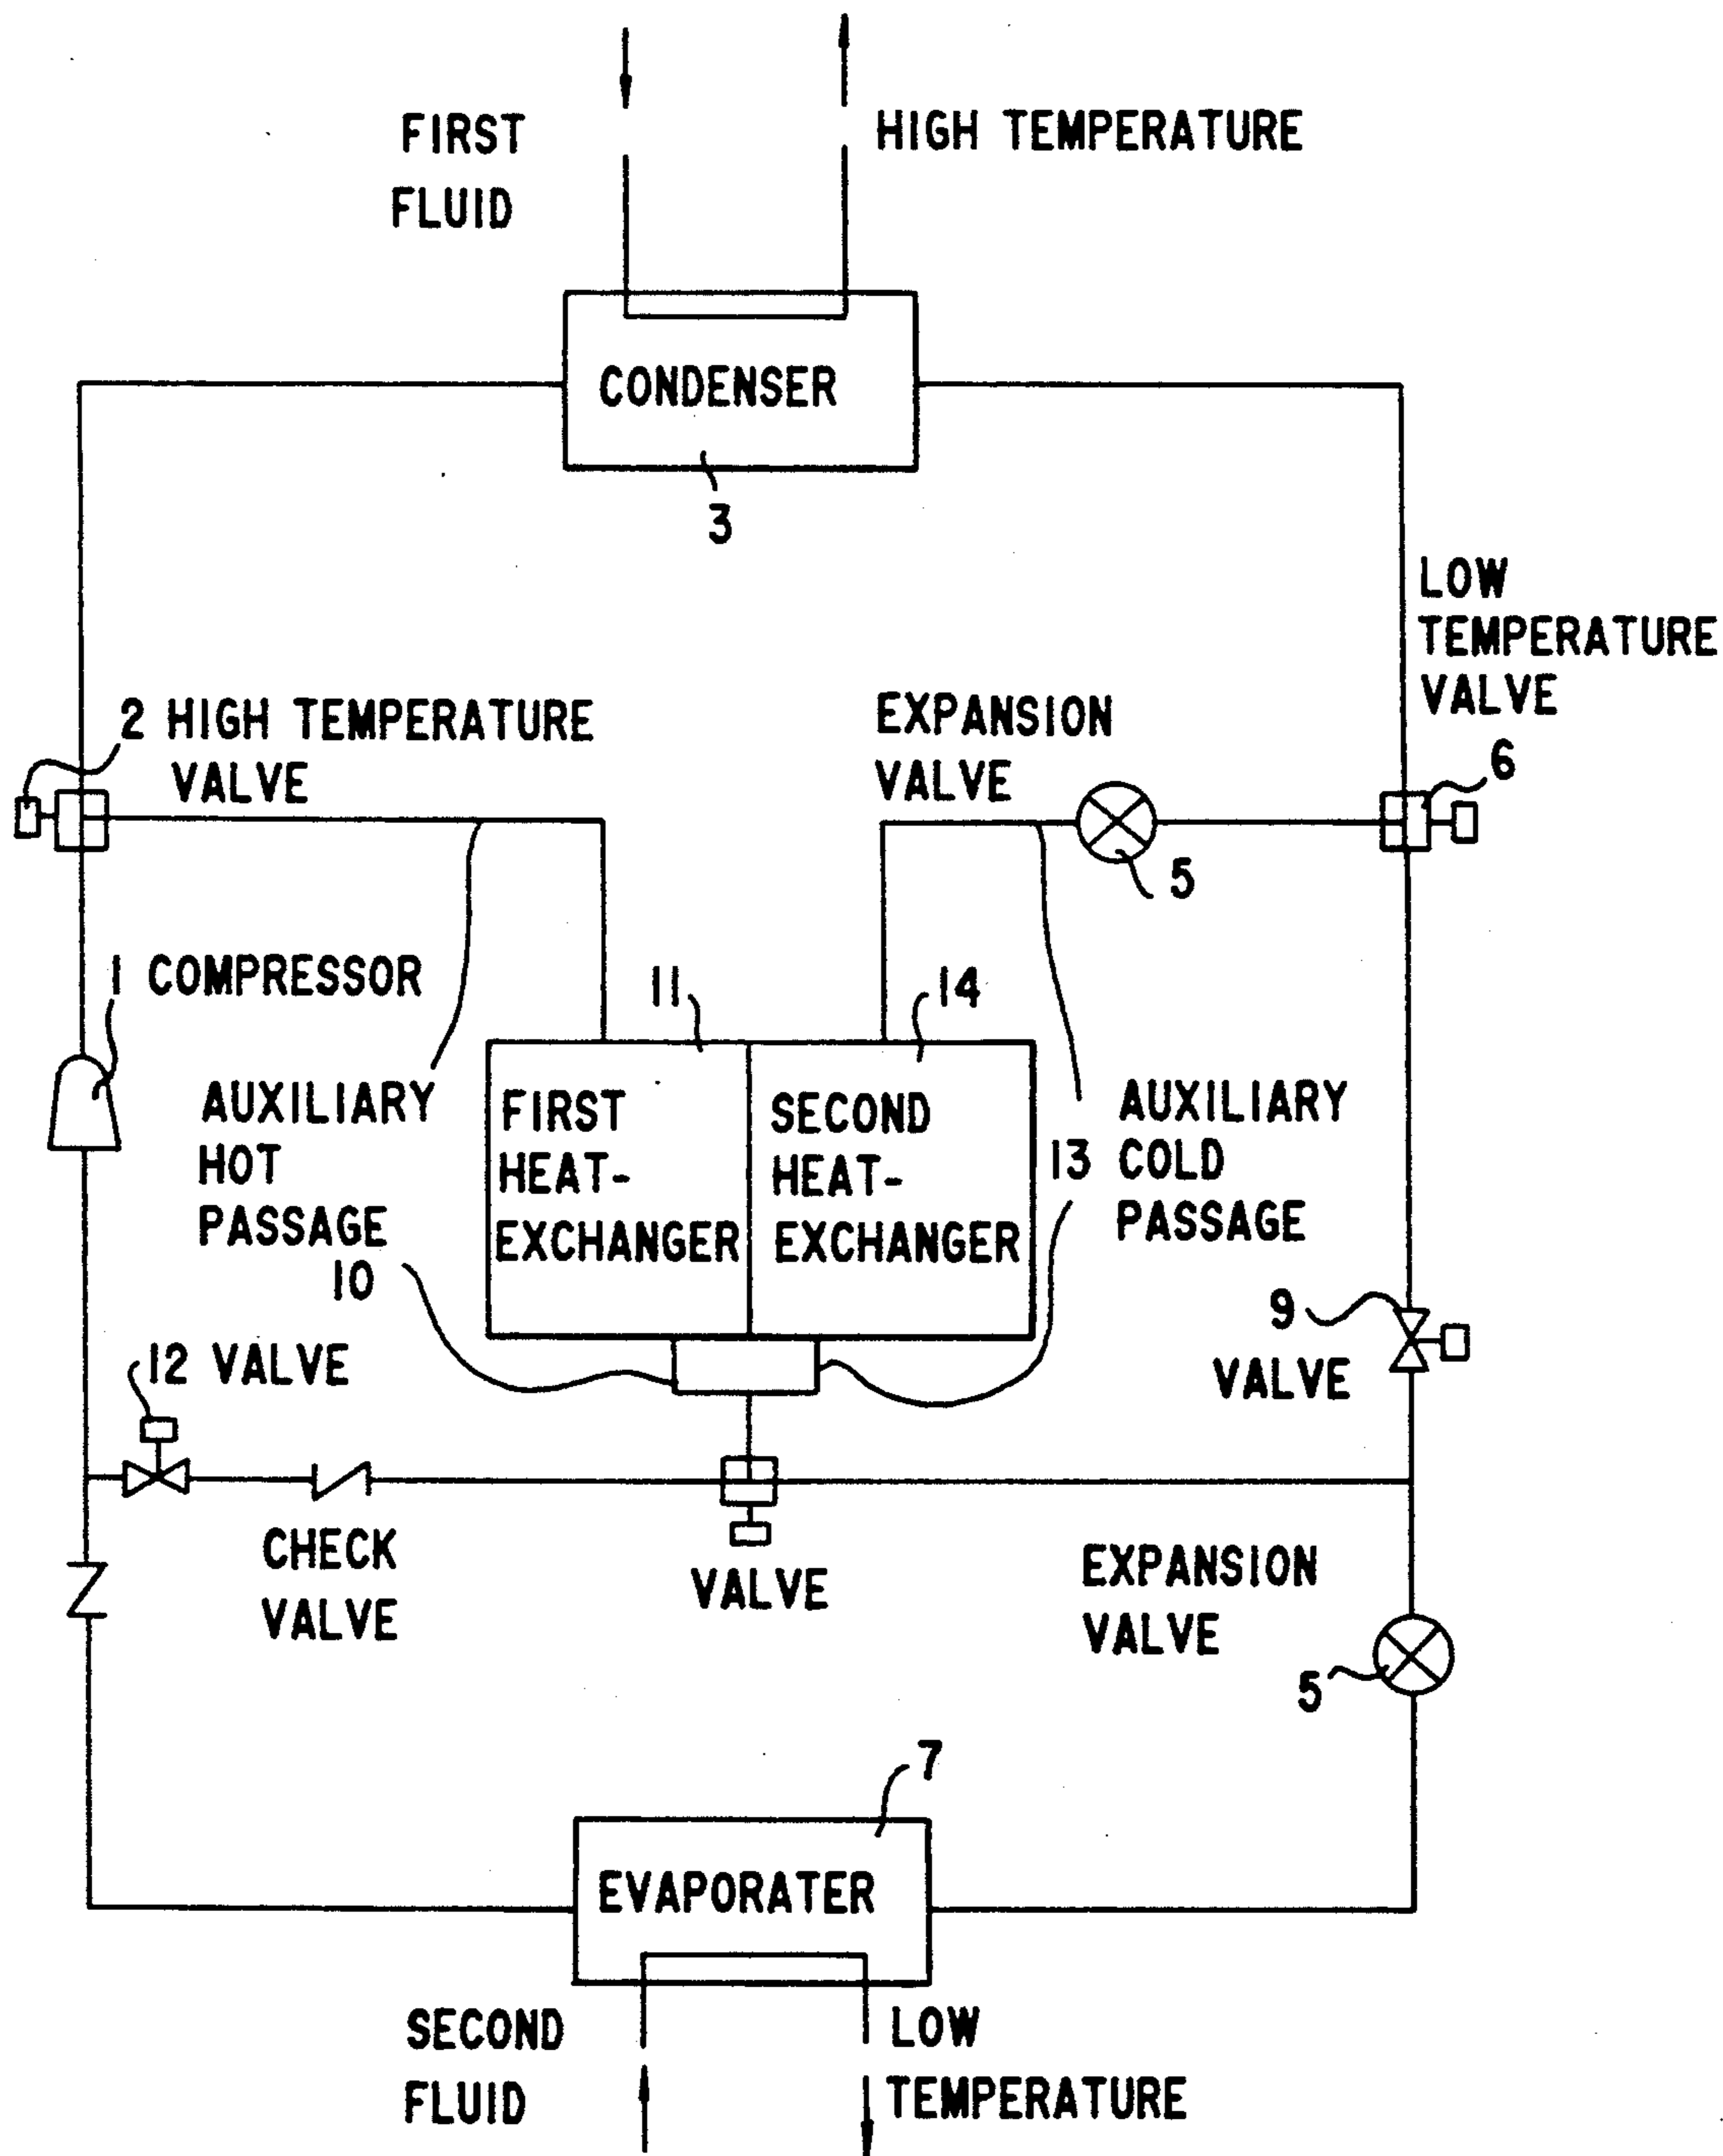 FIRST
FLUID
HIGH TEMPERATURE
CONDENSER
3
LOW
TEMPERATURE
VALVE
6
2 HIGH TEMPERATURE
VALVE
EXPANSION
VALVE
5
1 COMPRESSOR
11
14
AUXILIARY
HOT
PASSAGE
10
FIRST
HEAT-
EXCHANGER
SECOND
HEAT-
EXCHANGER
AUXILIARY
13 COLD
PASSAGE
9
VALVE
12 VALVE
CHECK
VALVE
VALVE
EXPANSION
VALVE
5
7
EVAPORATER
SECOND
FLUID
LOW
TEMPERATURE